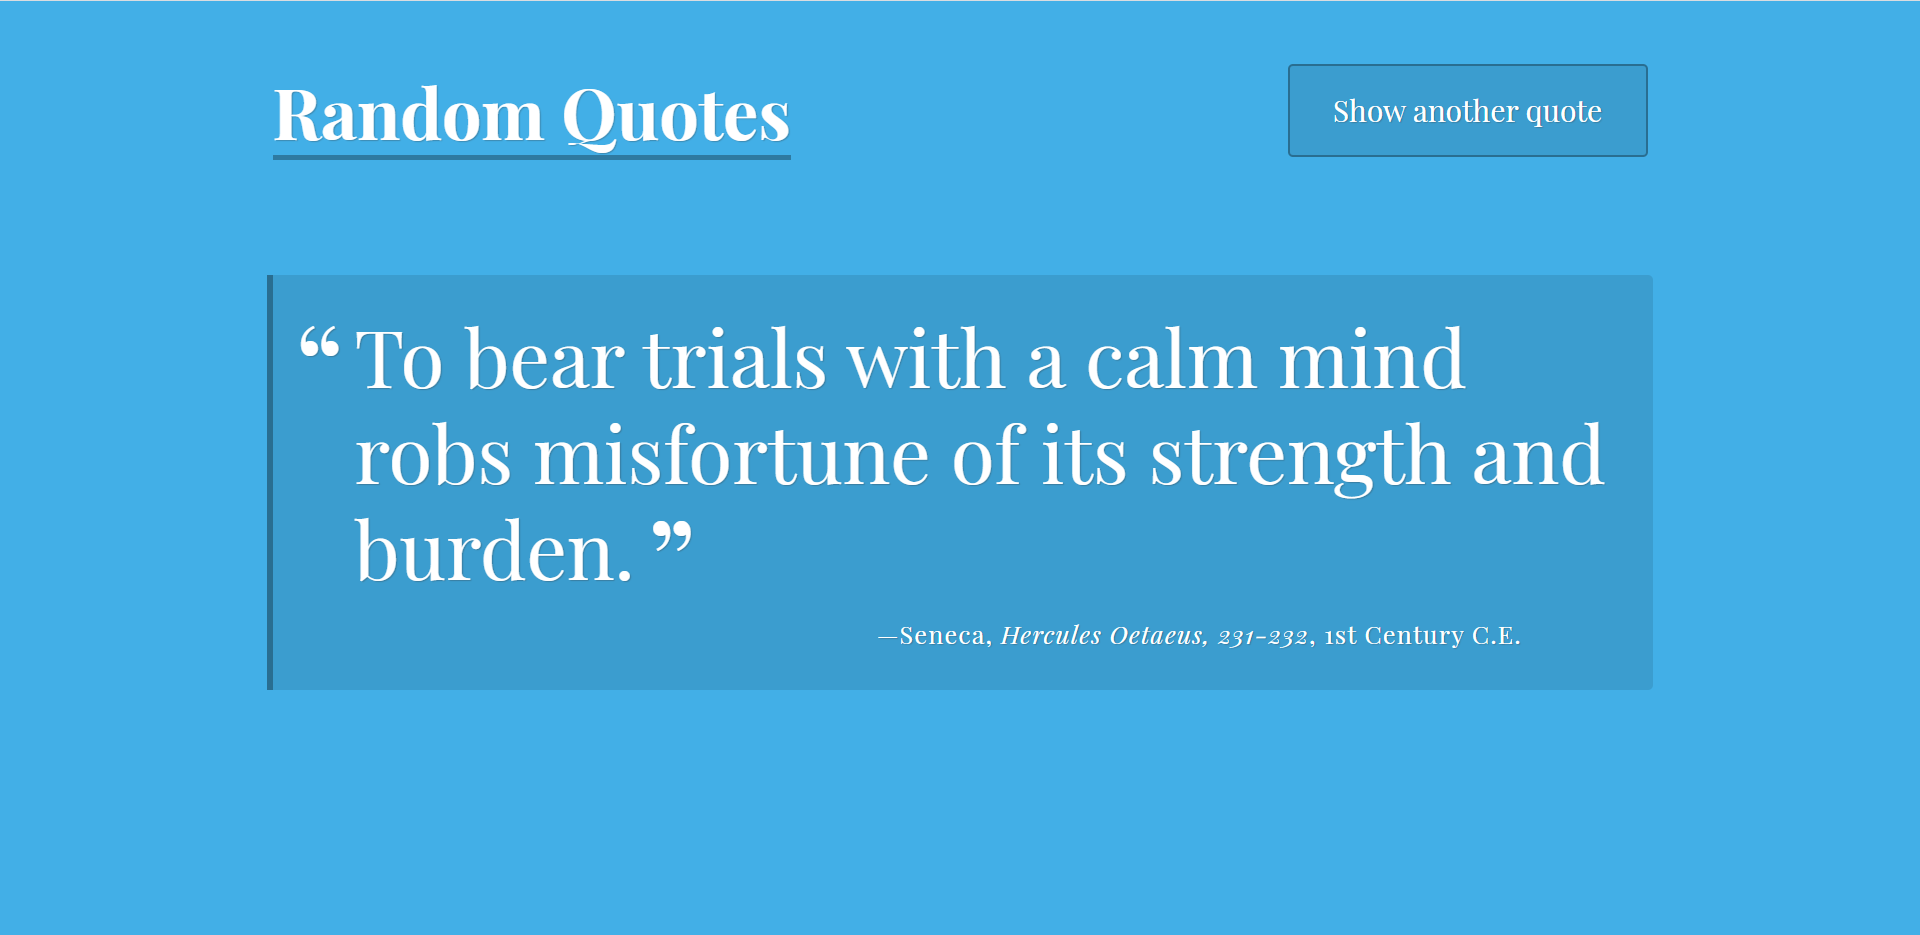 Random Quotes
Show another quote
“To bear trials with a calm mind
robs misfortune of its strength and
burden.”
—Seneca, Hercules Oetaeus, 231-232, 1st Century C.E.